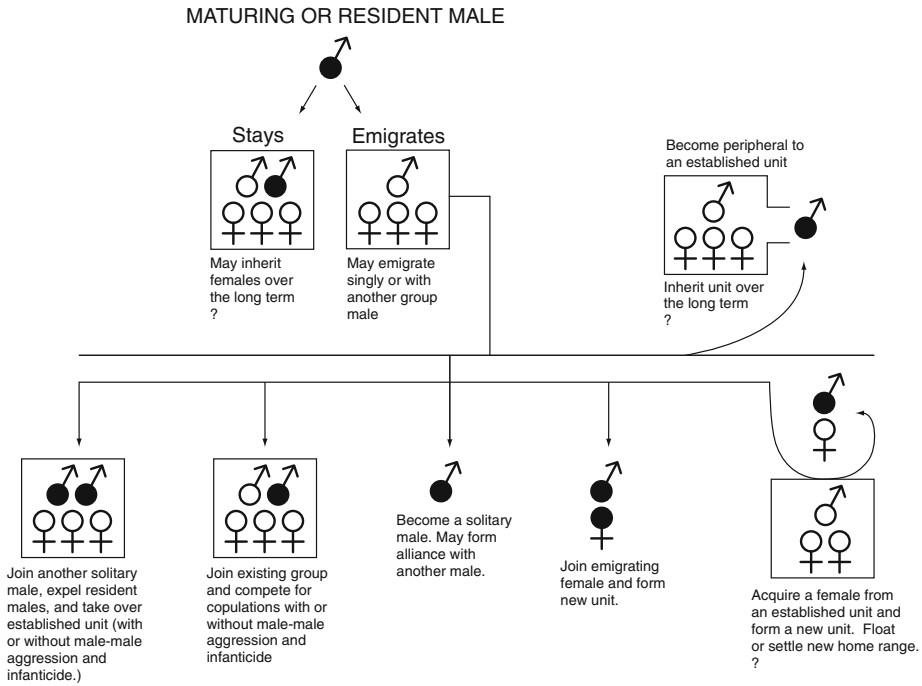 MATURING OR RESIDENT MALE
Stays
May inherit
females over
the long term
?
Emigrates
May emigrate
singly or with
another group
male
Become peripheral to
an established unit
Inherit unit over
the long term
?
Join another solitary
male, expel resident
males, and take over
established unit (with
or without male-male
aggression and
infanticide.)
Join existing group
and compete for
copulations with or
without male-male
aggression and
infanticide
Become a solitary
male. May form
alliance with
another male.
Join emigrating
female and form
new unit.
Acquire a female from
an established unit and
form a new unit.  Float
or settle new home range.
?